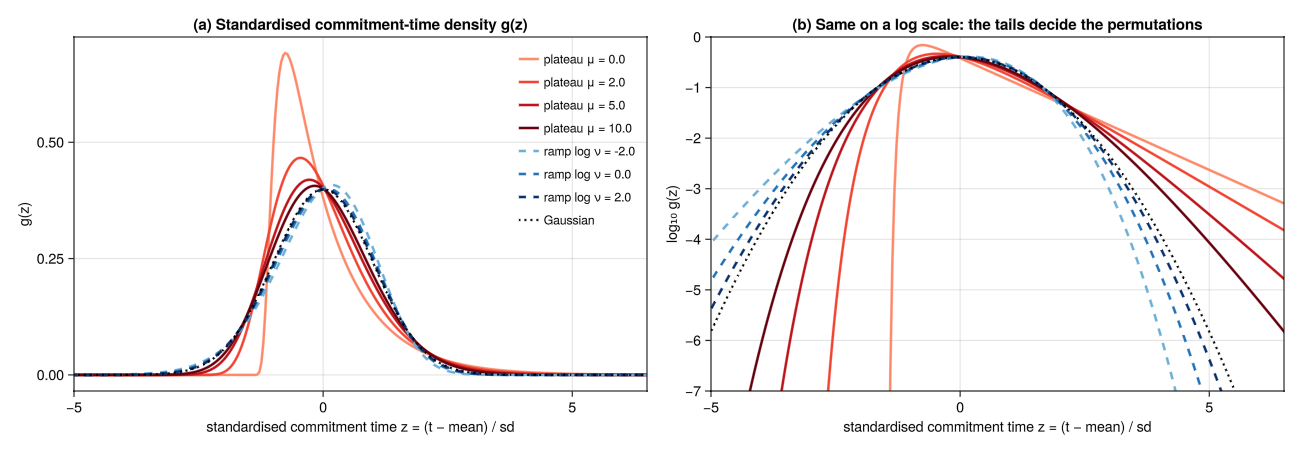 (a) Standardised commitment-time density g(z)
g(z)
0.50
0.25
0.00
−5
0
5
standardised commitment time z = (t − mean) / sd
plateau μ = 0.0
plateau μ = 2.0
plateau μ = 5.0
plateau μ = 10.0
ramp log ν = -2.0
ramp log ν = 0.0
ramp log ν = 2.0
Gaussian
(b) Same on a log scale: the tails decide the permutations
log₁₀ g(z)
0
−1
−2
−3
−4
−5
−6
−7
−5
0
5
standardised commitment time z = (t − mean) / sd